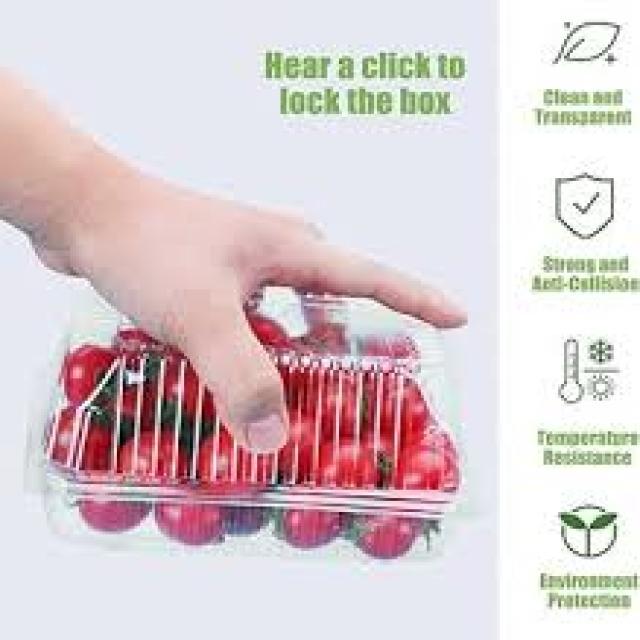 Hear a click to
lock the box
Clean and
Transparent
Strong and
Anti-Collision
Temperature
Resistance
Environment
Protection